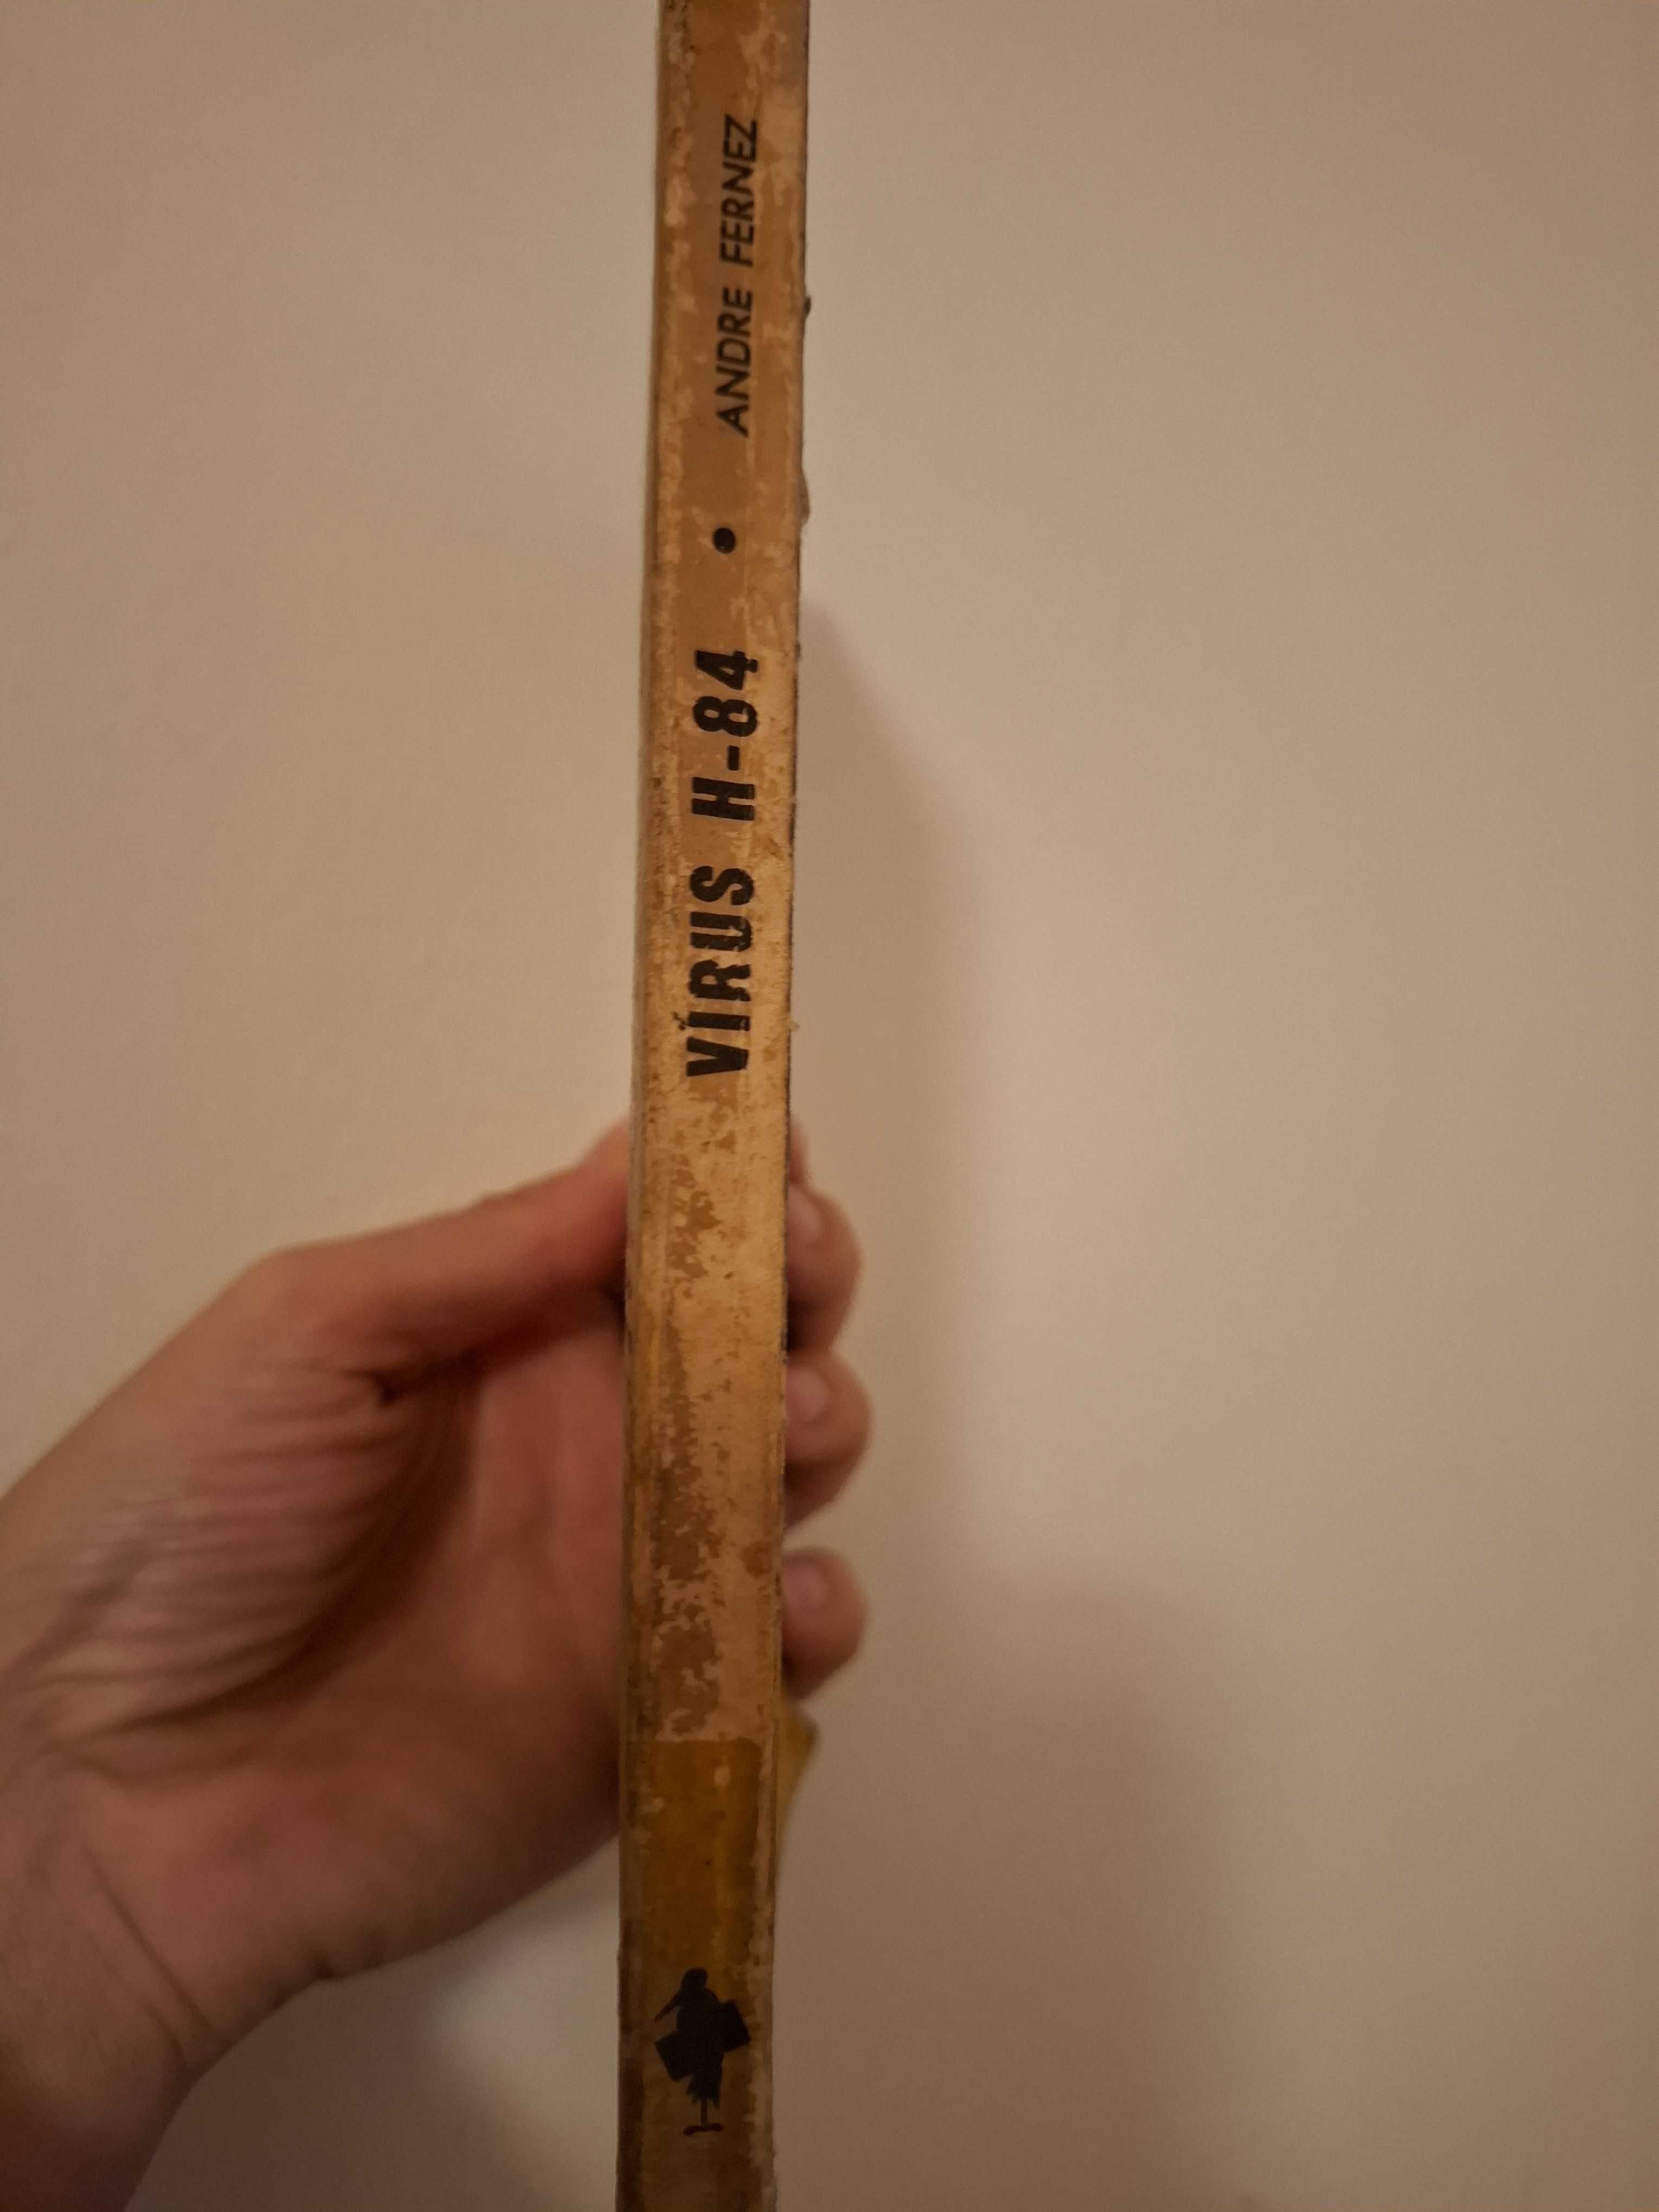 VÍRUS H-84 • ANDRE FERNEZ